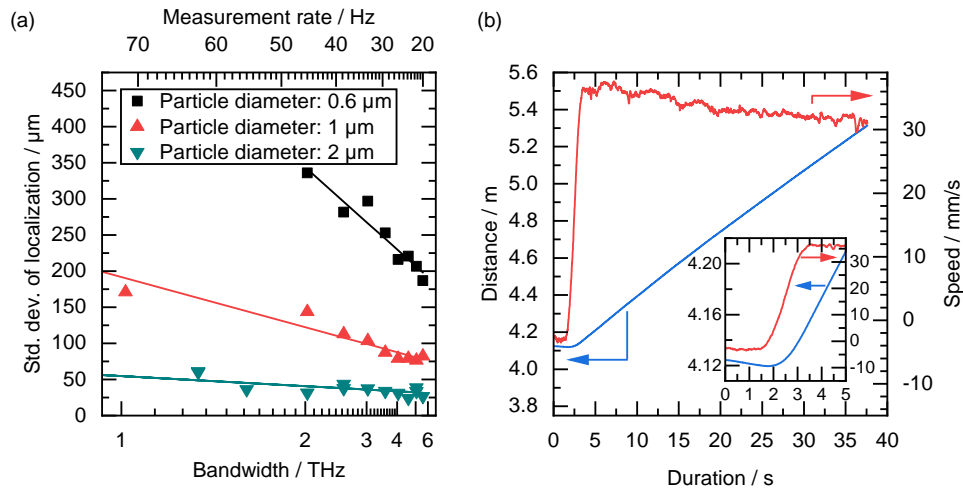 (a)
Measurement rate / Hz
70 60 50 40 30 20
Std. dev. of localization / µm
450
400
350
300
250
200
150
100
50
0
Particle diameter: 0.6 µm
Particle diameter: 1 µm
Particle diameter: 2 µm
1 2 3 4 5 6
Bandwidth / THz
(b)
Distance / m
5.6
5.4
5.2
5.0
4.8
4.6
4.4
4.2
4.0
3.8
30
20
10
0
-10
Speed / mm/s
4.20
4.16
4.12
30
20
10
0
-10
0 1 2 3 4 5
0 5 10 15 20 25 30 35 40
Duration / s